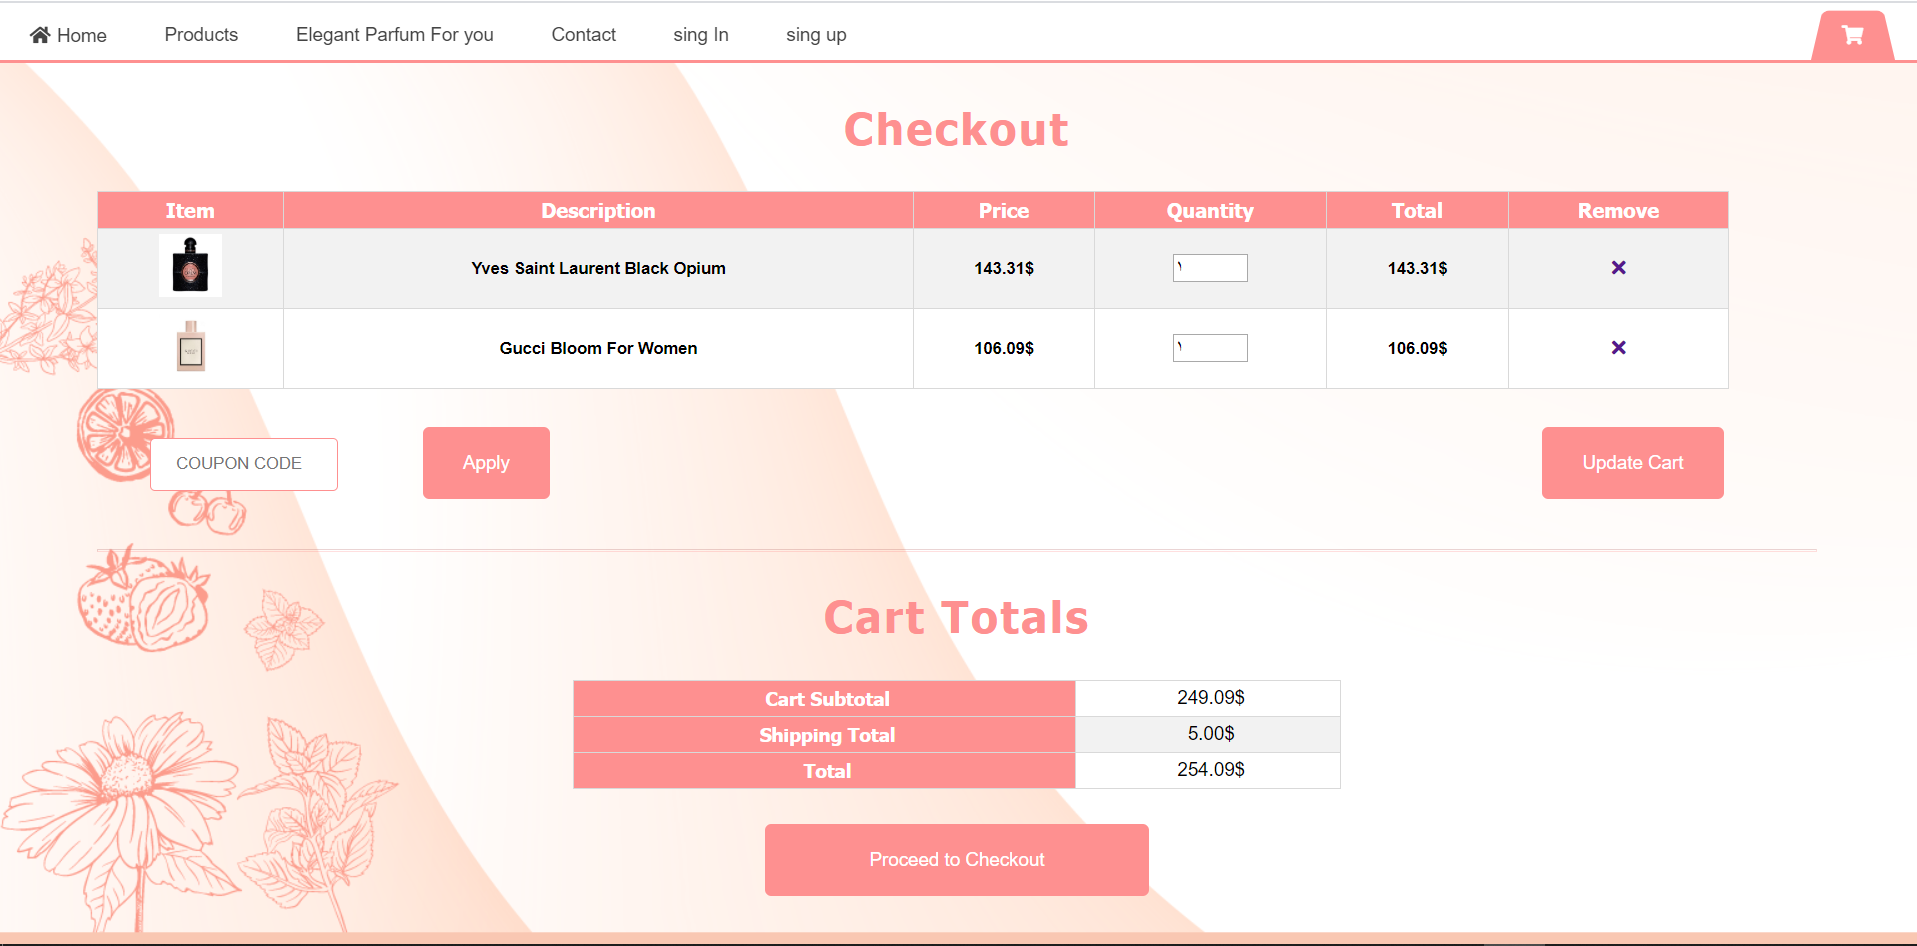 Home Products Elegant Parfum For you Contact sing In sing up
Checkout
Item Description Price Quantity Total Remove
Yves Saint Laurent Black Opium 143.31$ ١ 143.31$
Gucci Bloom For Women 106.09$ ١ 106.09$
COUPON CODE Apply Update Cart
Cart Totals
Cart Subtotal 249.09$
Shipping Total 5.00$
Total 254.09$
Proceed to Checkout